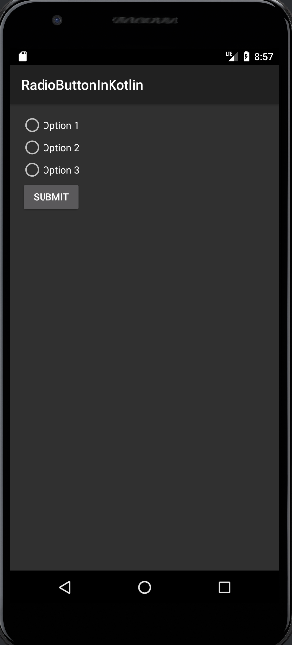 8:57
RadioButtonInKotlin
Option 1
Option 2
Option 3
SUBMIT